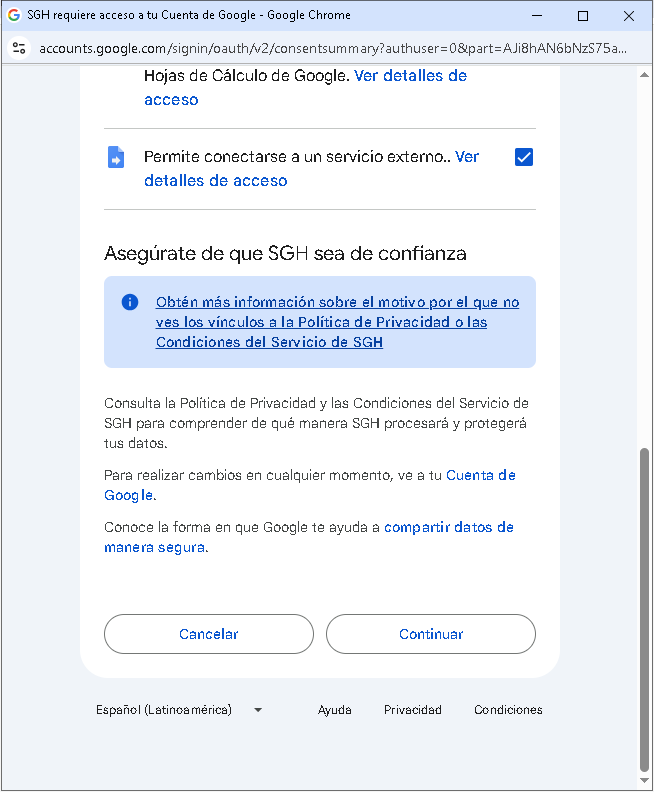 SGH requiere acceso a tu Cuenta de Google - Google Chrome
accounts.google.com/signin/oauth/v2/consentsummary?authuser=0&part=AJi8hAN6bNzS75a...
Hojas de Cálculo de Google. Ver detalles de
acceso
Permite conectarse a un servicio externo.. Ver
detalles de acceso
Asegúrate de que SGH sea de confianza
Obtén más información sobre el motivo por el que no
ves los vínculos a la Política de Privacidad o las
Condiciones del Servicio de SGH
Consulta la Política de Privacidad y las Condiciones del Servicio de
SGH para comprender de qué manera SGH procesará y protegerá
tus datos.
Para realizar cambios en cualquier momento, ve a tu Cuenta de
Google.
Conoce la forma en que Google te ayuda a compartir datos de
manera segura.
Cancelar Continuar
Español (Latinoamérica) Ayuda Privacidad Condiciones